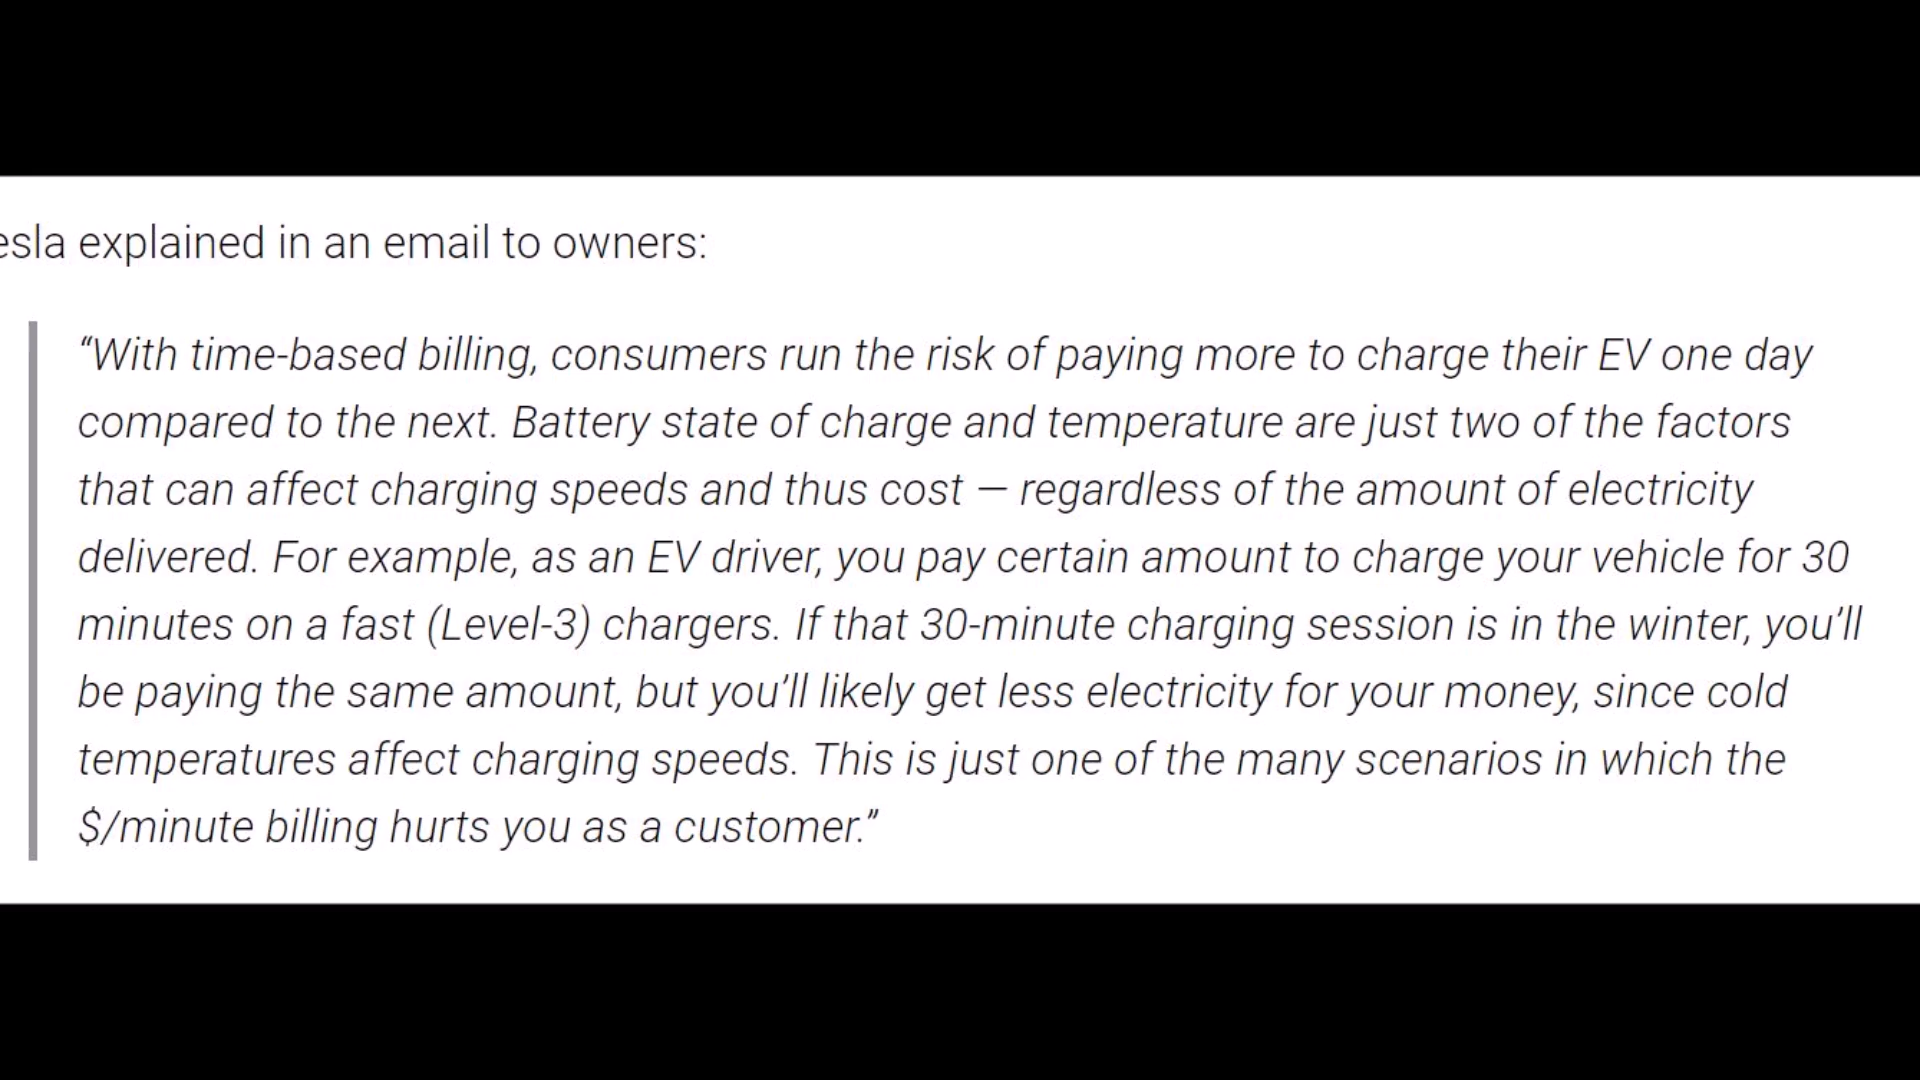 esla explained in an email to owners:
“With time-based billing, consumers run the risk of paying more to charge their EV one day
compared to the next. Battery state of charge and temperature are just two of the factors
that can affect charging speeds and thus cost — regardless of the amount of electricity
delivered. For example, as an EV driver, you pay certain amount to charge your vehicle for 30
minutes on a fast (Level-3) chargers. If that 30-minute charging session is in the winter, you’ll
be paying the same amount, but you’ll likely get less electricity for your money, since cold
temperatures affect charging speeds. This is just one of the many scenarios in which the
$/minute billing hurts you as a customer.”